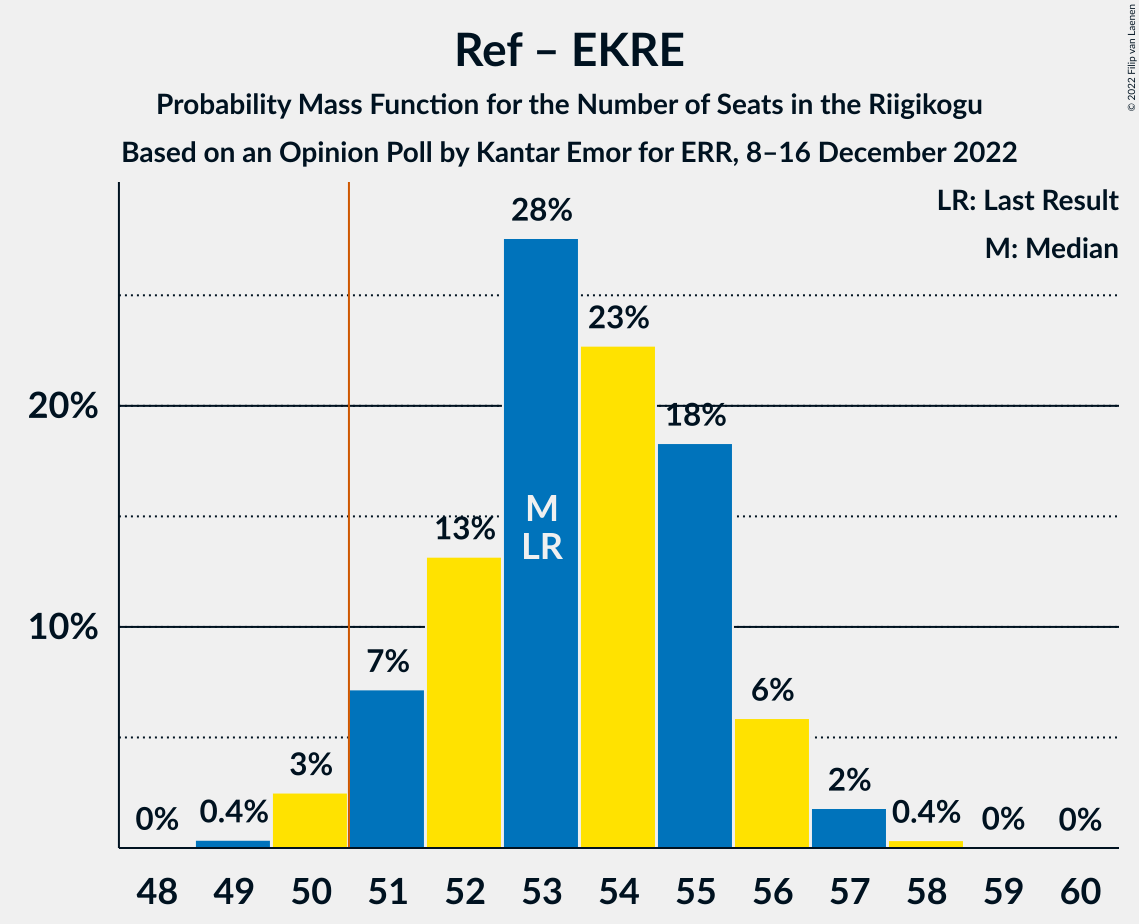 Ref – EKRE
Probability Mass Function for the Number of Seats in the Riigikogu
Based on an Opinion Poll by Kantar Emor for ERR, 8–16 December 2022
© 2022 Filip van Laenen
LR: Last Result
M: Median
20%
10%
0%
0.4%
3%
7%
13%
28%
23%
18%
6%
2%
0.4%
0%
0%
M
LR
48 49 50 51 52 53 54 55 56 57 58 59 60